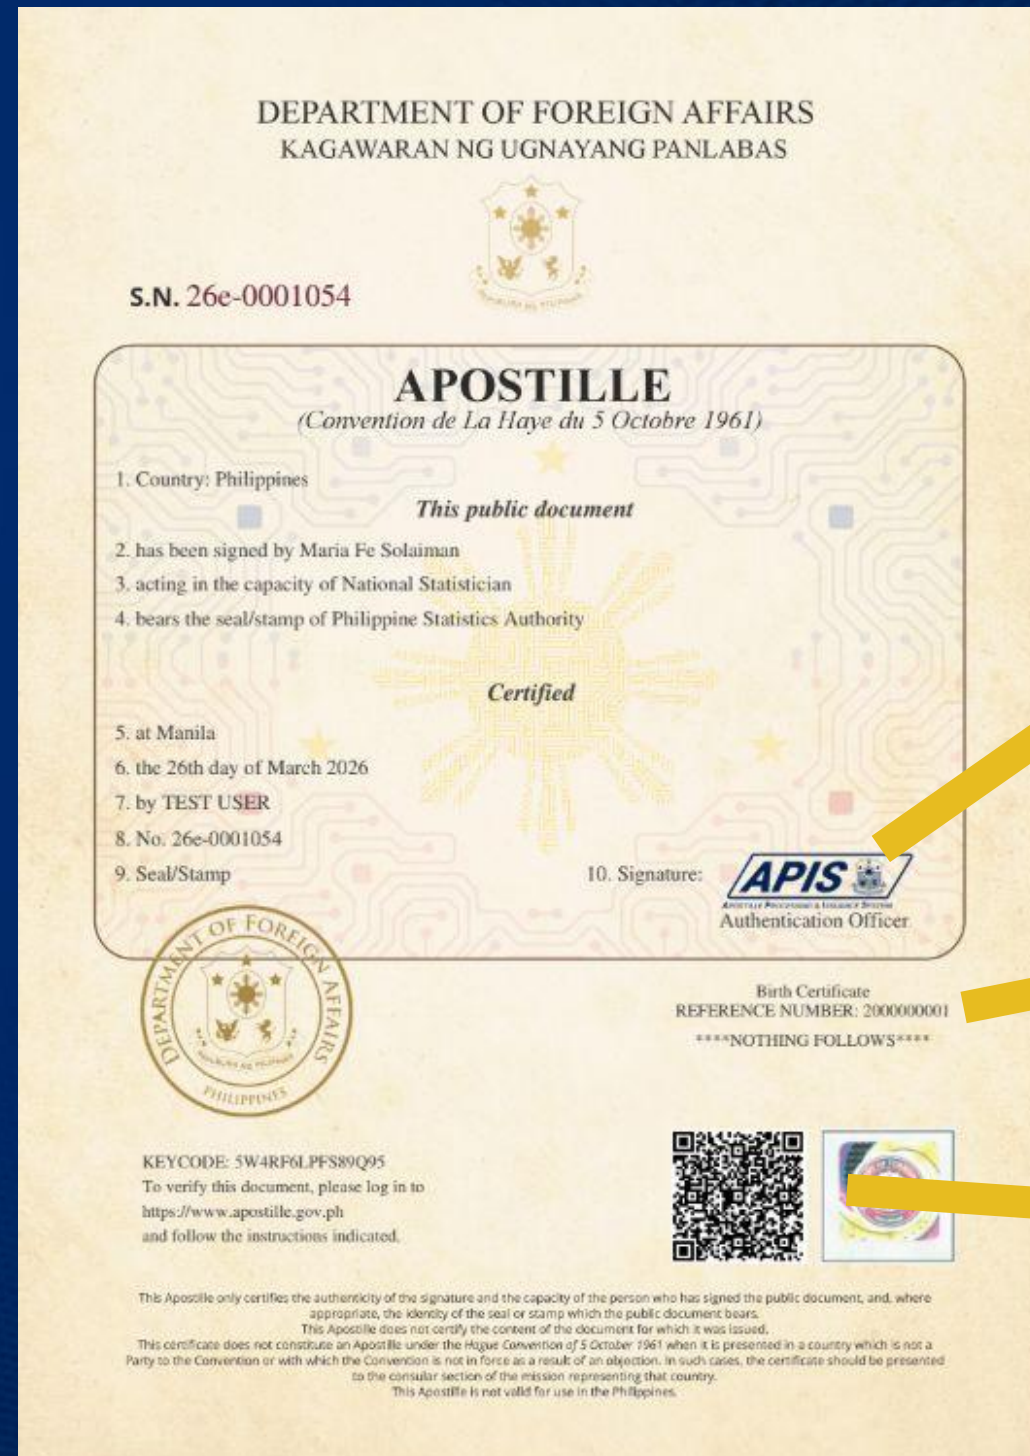 DEPARTMENT OF FOREIGN AFFAIRS
KAGAWARAN NG UGNAYANG PANLABAS
REPUBLIKA NG PILIPINAS
S.N. 26e-0001054
APOSTILLE
(Convention de La Haye du 5 Octobre 1961)
1. Country: Philippines
This public document
2. has been signed by Maria Fe Solaiman
3. acting in the capacity of National Statistician
4. bears the seal/stamp of Philippine Statistics Authority
Certified
5. at Manila
6. the 26th day of March 2026
7. by TEST USER
8. No. 26e-0001054
9. Seal/Stamp
10. Signature:
APIS
APOSTILLE PROCESSING & ISSUANCE SYSTEM
Authentication Officer
DEPARTMENT OF FOREIGN AFFAIRS
REPUBLIKA NG PILIPINAS
PHILIPPINES
Birth Certificate
REFERENCE NUMBER: 2000000001
****NOTHING FOLLOWS****
KEYCODE: 5W4RF6LPFS89Q95
To verify this document, please log in to
https://www.apostille.gov.ph
and follow the instructions indicated.
This Apostille only certifies the authenticity of the signature and the capacity of the person who has signed the public document, and, where
appropriate, the identity of the seal or stamp which the public document bears.
This Apostille does not certify the content of the document for which it was issued.
This certificate does not constitute an Apostille under the Hague Convention of 5 October 1961 when it is presented in a country which is not a
Party to the Convention or with which the Convention is not in force as a result of an objection. In such cases, the certificate should be presented
to the consular section of the mission representing that country.
This Apostille is not valid for use in the Philippines.